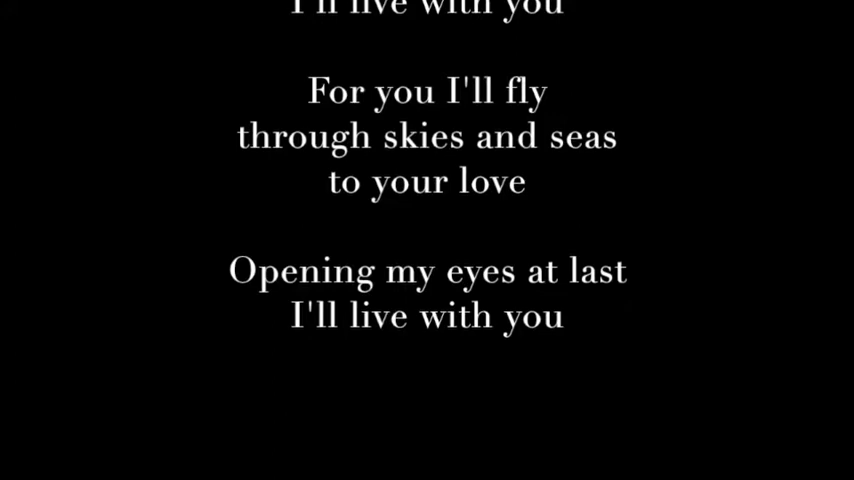 I'll live with you
For you I'll fly
through skies and seas
to your love
Opening my eyes at last
I'll live with you